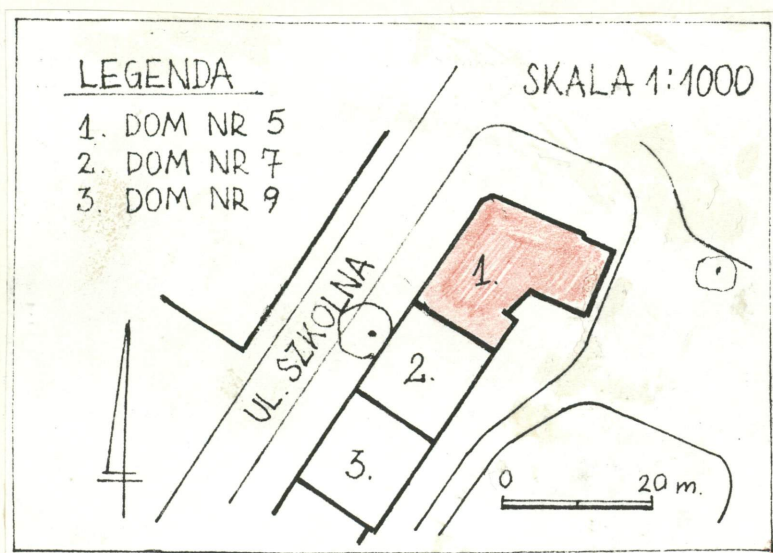 LEGENDA
1. DOM NR 5
2. DOM NR 7
3. DOM NR 9
SKALA 1:1000
UL. SZKOLNA
1.
2.
3.
0 20 m.